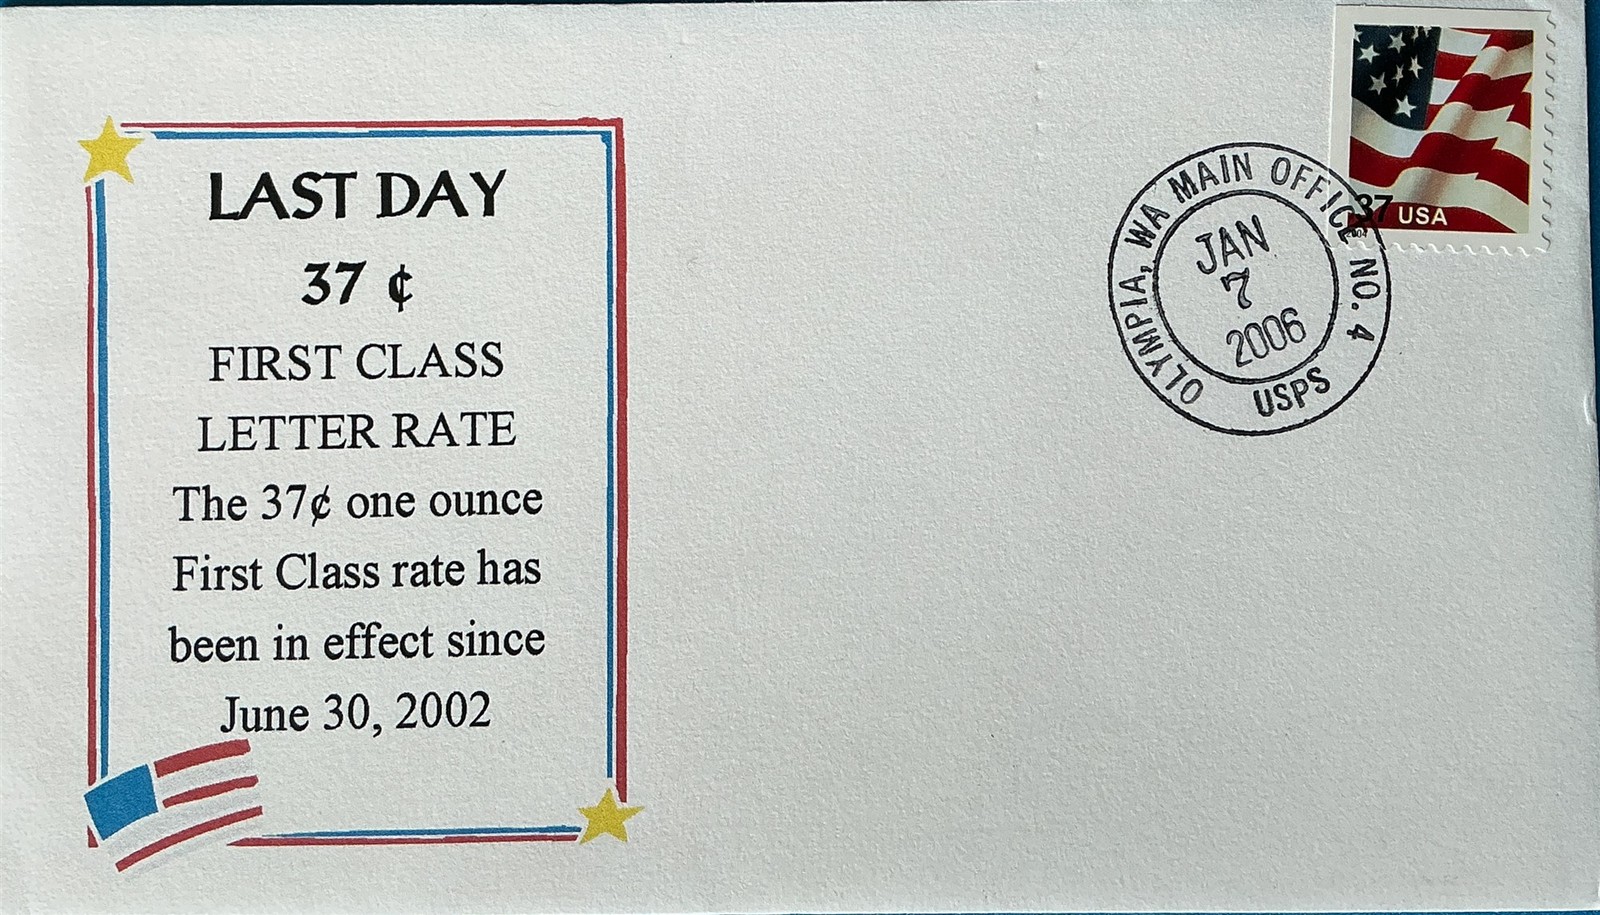 LAST DAY
37 ¢
FIRST CLASS
LETTER RATE
The 37¢ one ounce
First Class rate has
been in effect since
June 30, 2002
37 USA
2004
OLYMPIA, WA MAIN OFFICE NO. 4
JAN
7
2006
USPS